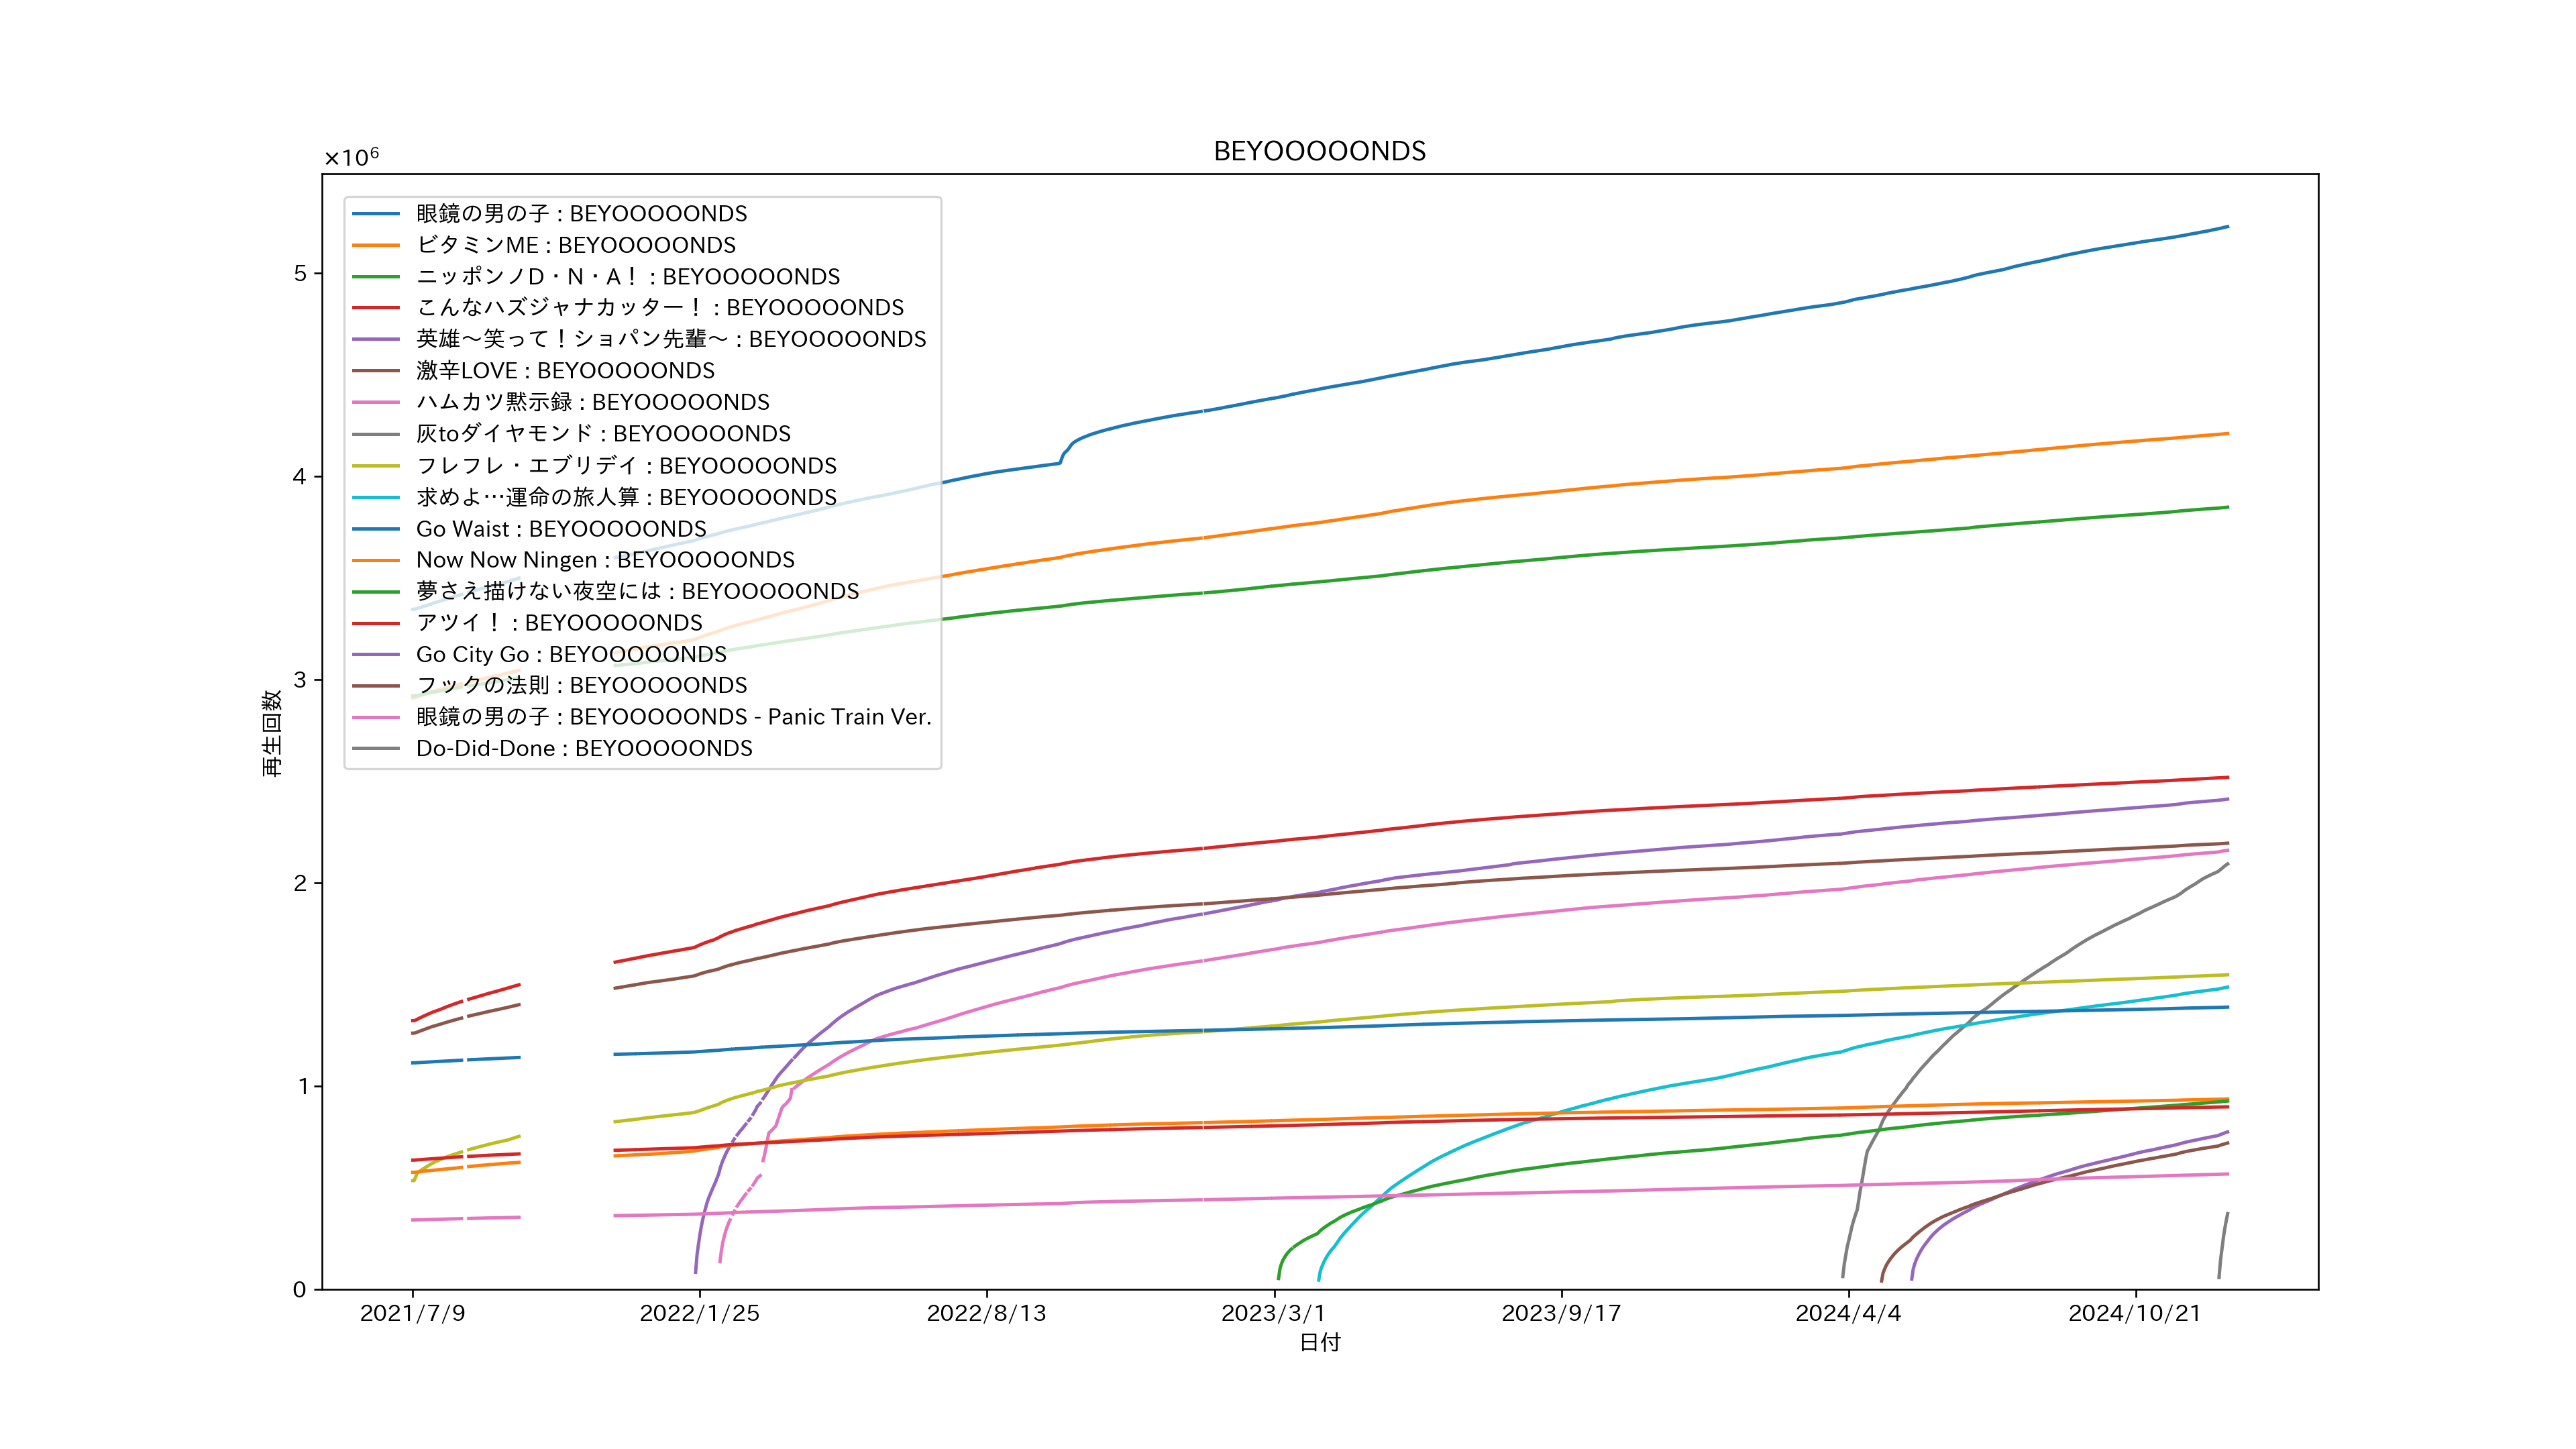 BEYOOOOONDS
×10⁶
眼鏡の男の子 : BEYOOOOONDS
ビタミンME : BEYOOOOONDS
ニッポンノD・N・A！ : BEYOOOOONDS
こんなハズジャナカッター！ : BEYOOOOONDS
英雄〜笑って！ショパン先輩〜 : BEYOOOOONDS
激辛LOVE : BEYOOOOONDS
ハムカツ黙示録 : BEYOOOOONDS
灰toダイヤモンド : BEYOOOOONDS
フレフレ・エブリデイ : BEYOOOOONDS
求めよ…運命の旅人算 : BEYOOOOONDS
Go Waist : BEYOOOOONDS
Now Now Ningen : BEYOOOOONDS
夢さえ描けない夜空には : BEYOOOOONDS
アツイ！ : BEYOOOOONDS
Go City Go : BEYOOOOONDS
フックの法則 : BEYOOOOONDS
眼鏡の男の子 : BEYOOOOONDS - Panic Train Ver.
Do-Did-Done : BEYOOOOONDS
5
4
3
2
1
0
再生回数
2021/7/9
2022/1/25
2022/8/13
2023/3/1
2023/9/17
2024/4/4
2024/10/21
日付